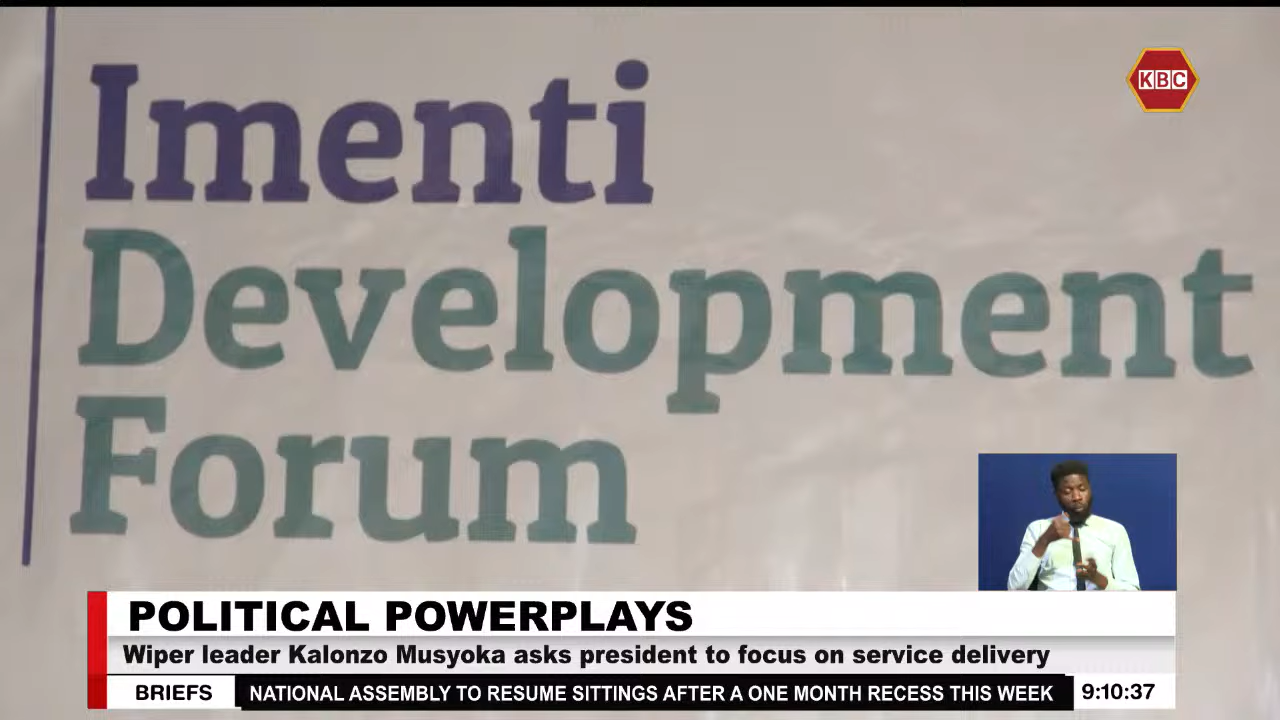 Imenti
Development
Forum
KBC
POLITICAL POWERPLAYS
Wiper leader Kalonzo Musyoka asks president to focus on service delivery
BRIEFS NATIONAL ASSEMBLY TO RESUME SITTINGS AFTER A ONE MONTH RECESS THIS WEEK 9:10:37